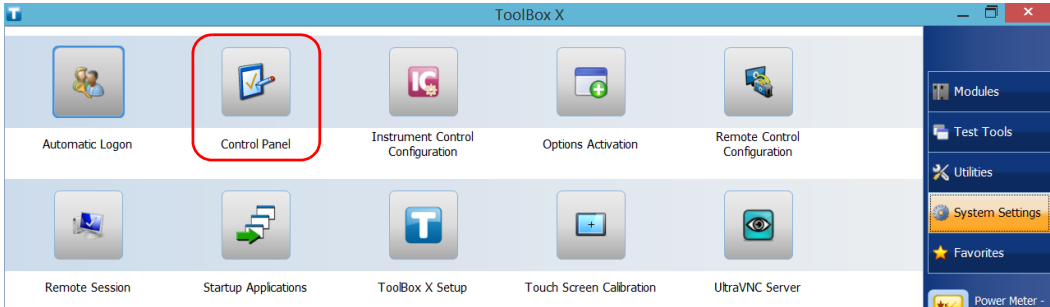 ToolBox X
Automatic Logon
Control Panel
Instrument Control
Configuration
Options Activation
Remote Control
Configuration
Remote Session
Startup Applications
ToolBox X Setup
Touch Screen Calibration
UltraVNC Server
Modules
Test Tools
Utilities
System Settings
Favorites
Power Meter -